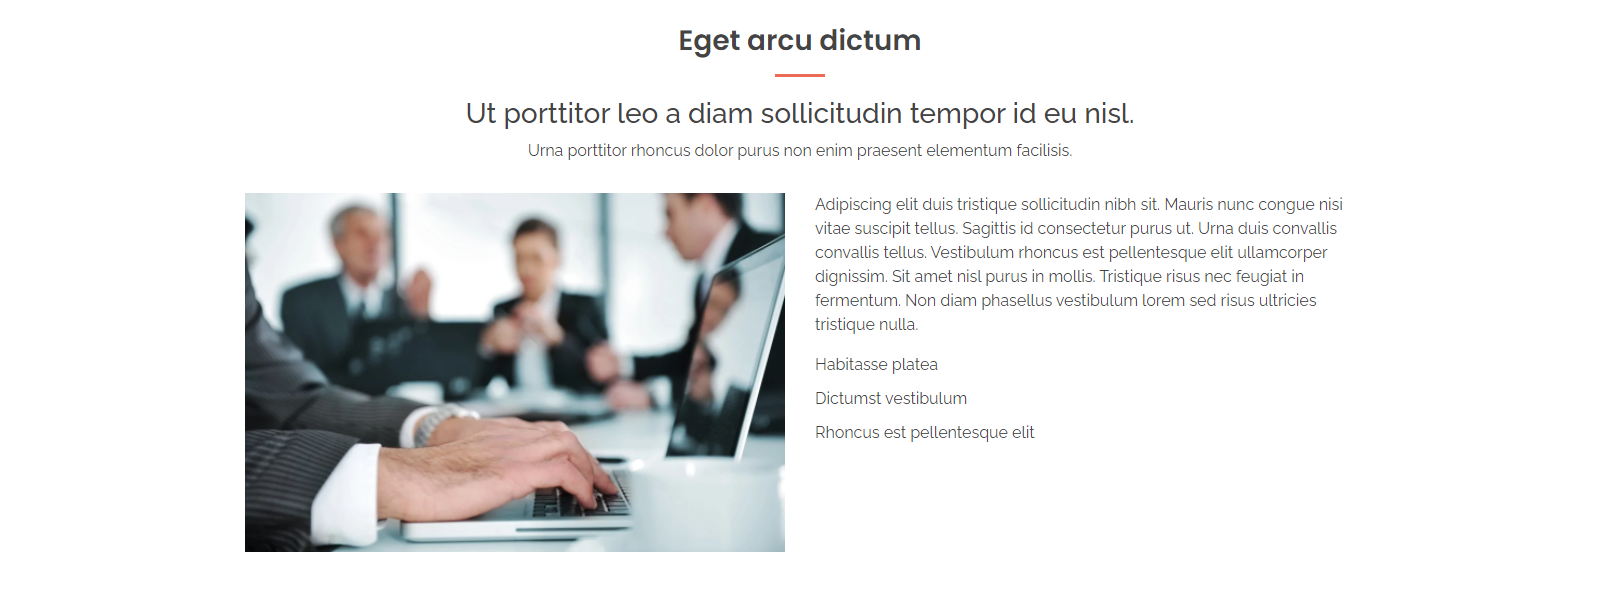 Eget arcu dictum
Ut porttitor leo a diam sollicitudin tempor id eu nisl.
Urna porttitor rhoncus dolor purus non enim praesent elementum facilisis.
Adipiscing elit duis tristique sollicitudin nibh sit. Mauris nunc congue nisi
vitae suscipit tellus. Sagittis id consectetur purus ut. Urna duis convallis
convallis tellus. Vestibulum rhoncus est pellentesque elit ullamcorper
dignissim. Sit amet nisl purus in mollis. Tristique risus nec feugiat in
fermentum. Non diam phasellus vestibulum lorem sed risus ultricies
tristique nulla.
Habitasse platea
Dictumst vestibulum
Rhoncus est pellentesque elit